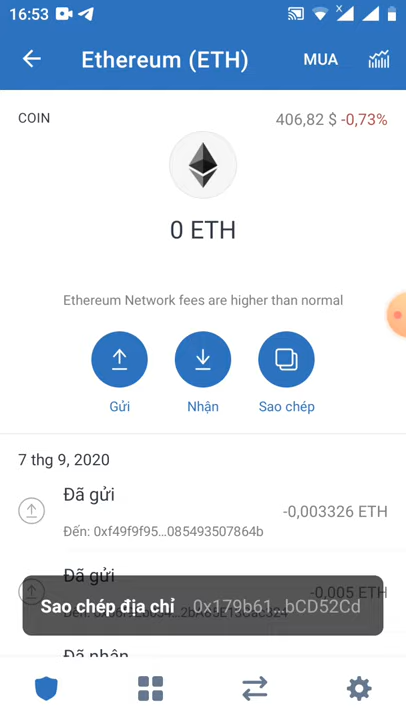 16:53
Ethereum (ETH) MUA
COIN 406,82 $ -0,73%
0 ETH
Ethereum Network fees are higher than normal
Gửi Nhận Sao chép
7 thg 9, 2020
Đã gửi
-0,003326 ETH
Đến: 0xf49f9f95...085493507864b
Đã gửi
-0,005 ETH
Sao chép địa chỉ 0x179b61...bCD52Cd
Đã nhận